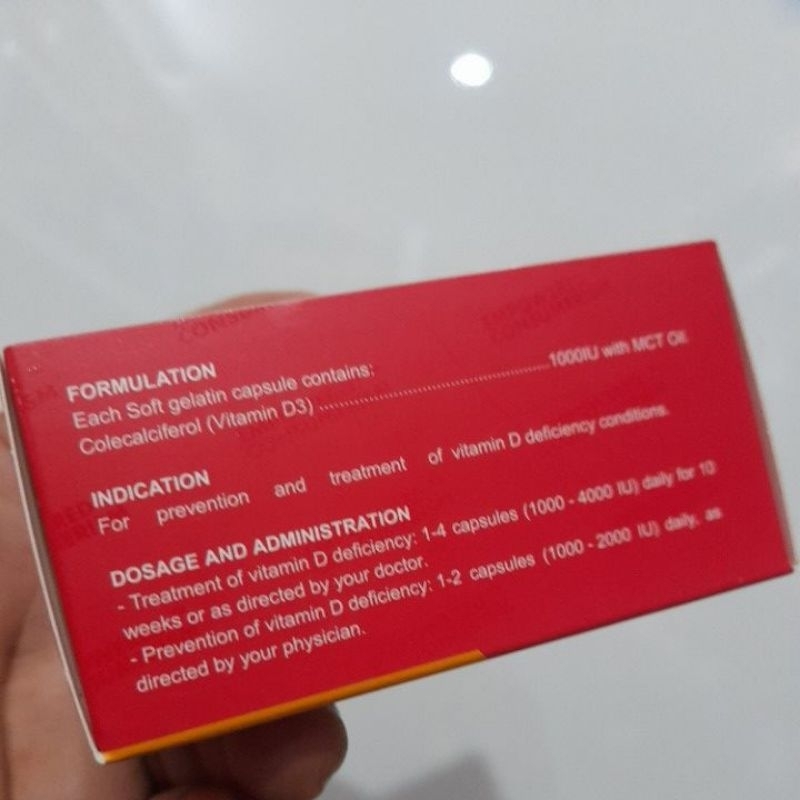 FORMULATION
Each Soft gelatin capsule contains:
Colecalciferol (Vitamin D3) ........................................1000IU with MCT Oil.
INDICATION
For prevention and treatment of vitamin D deficiency conditions.
DOSAGE AND ADMINISTRATION
- Treatment of vitamin D deficiency: 1-4 capsules (1000 - 4000 IU) daily for 10
weeks or as directed by your doctor.
- Prevention of vitamin D deficiency: 1-2 capsules (1000 - 2000 IU) daily, as
directed by your physician.